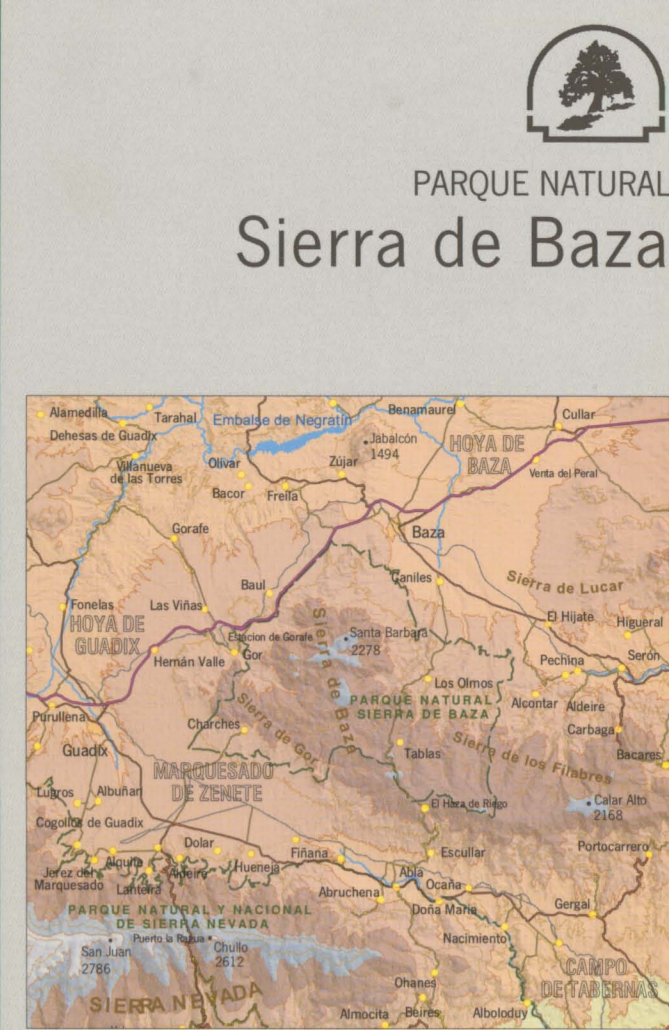 PARQUE NATURAL
Sierra de Baza
Alamedilla
Tarahal
Embalse de Negratín
Benamaurel
Cullar
Dehesas de Guadix
Jabalcón
1494
HOYA DE
BAZA
Villanueva
de las Torres
Olivar
Zújar
Venta del Peral
Bacor
Freila
Gorafe
Baza
Baul
Caniles
Sierra de Lucar
Fonelas
Las Viñas
El Hijate
Higueral
HOYA DE
GUADIX
Estacion de Gorafe
Sierra de Baza
Santa Barbara
2278
Hernán Valle
Gor
Pechina
Serón
Los Olmos
PARQUE NATURAL
SIERRA DE BAZA
Alcontar
Aldeire
Purullena
Charches
Sierra de Gor
Carbaga
Guadix
Tablas
Sierra de los Filabres
Bacares
MARQUESADO
DE ZENETE
Lugros
Albuñan
El Haza de Riego
Calar Alto
2168
Cogollos de Guadix
Dolar
Fiñana
Escullar
Portocarrero
Jerez del
Marquesado
Alquife
Aldeire
Hueneja
Lanteira
Abla
Ocaña
Abruchena
Doña Maria
Gergal
PARQUE NATURAL Y NACIONAL
DE SIERRA NEVADA
Puerto la Ragua
San Juan
2786
Chullo
2612
Nacimiento
CAMPO
DE TABERNAS
SIERRA NEVADA
Ohanes
Almocita
Beires
Alboloduy